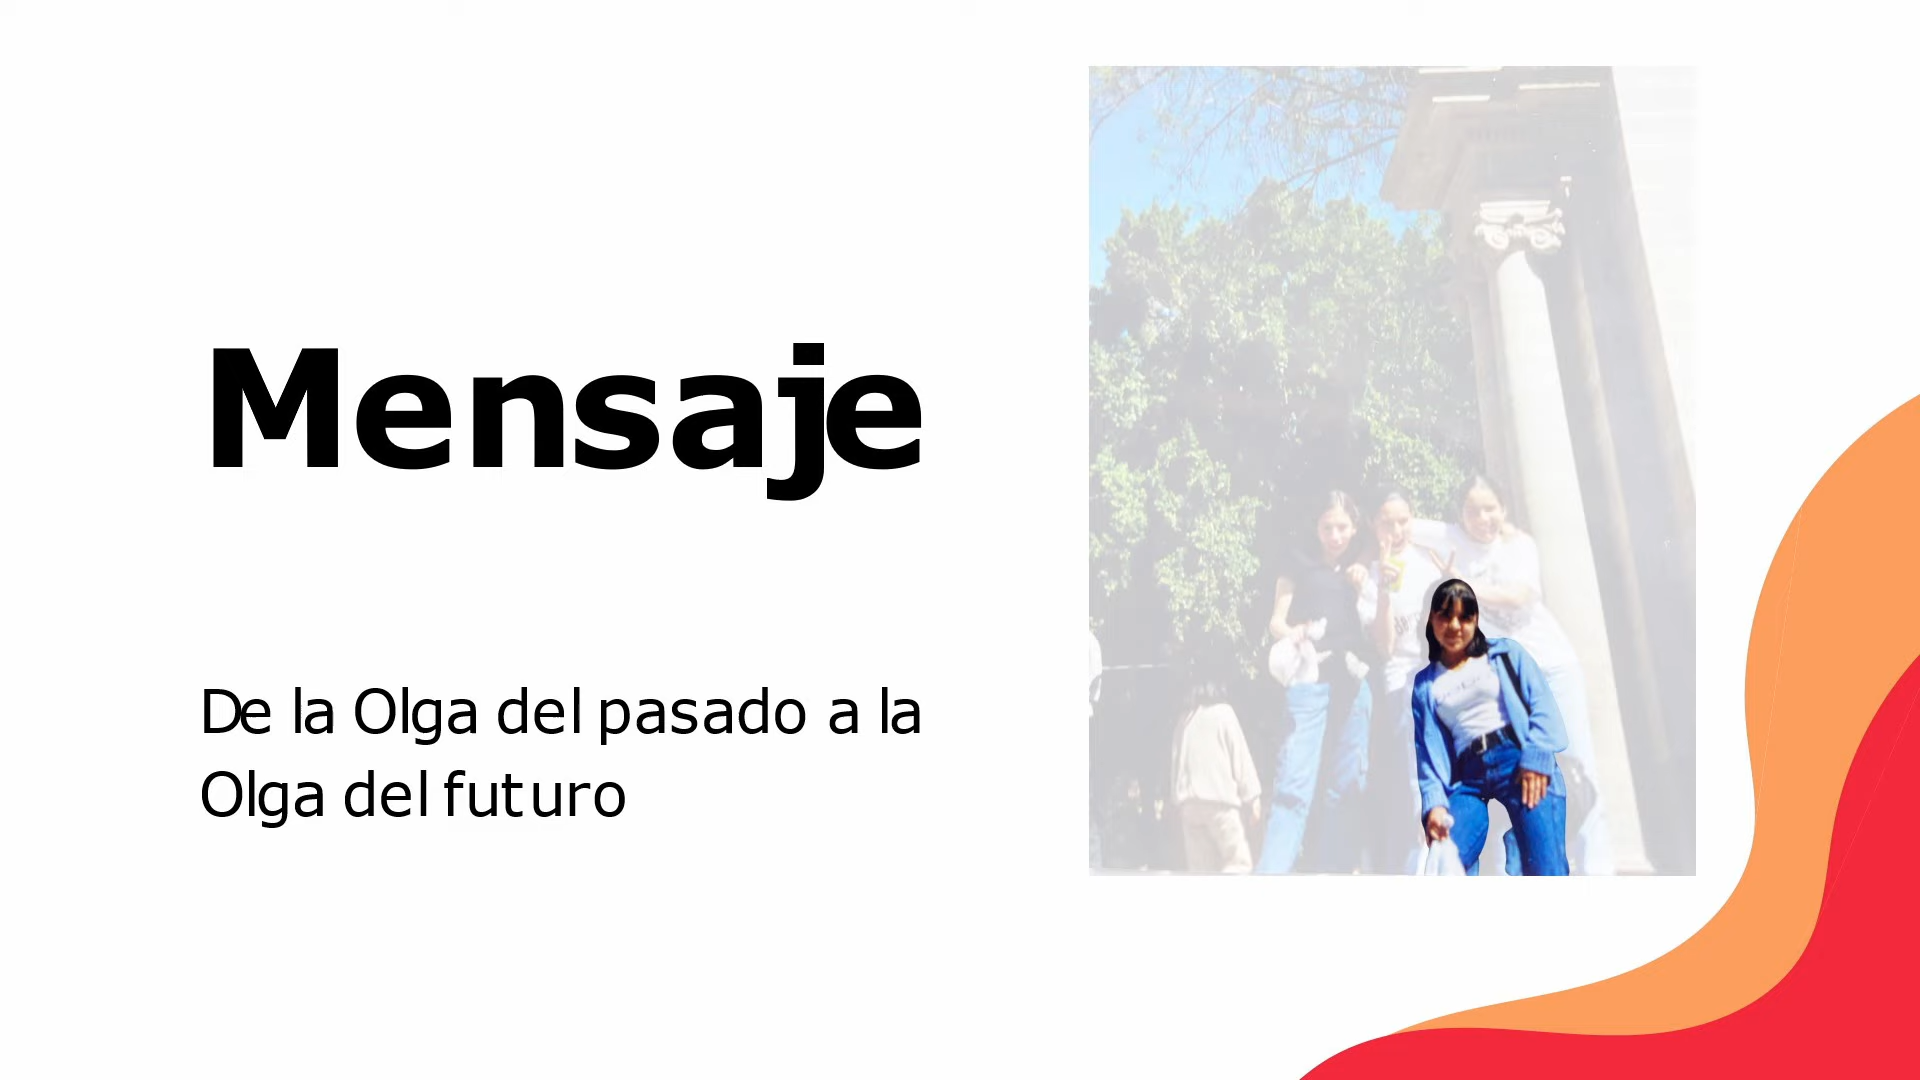 Mensaje
De la Olga del pasado a la
Olga del futuro